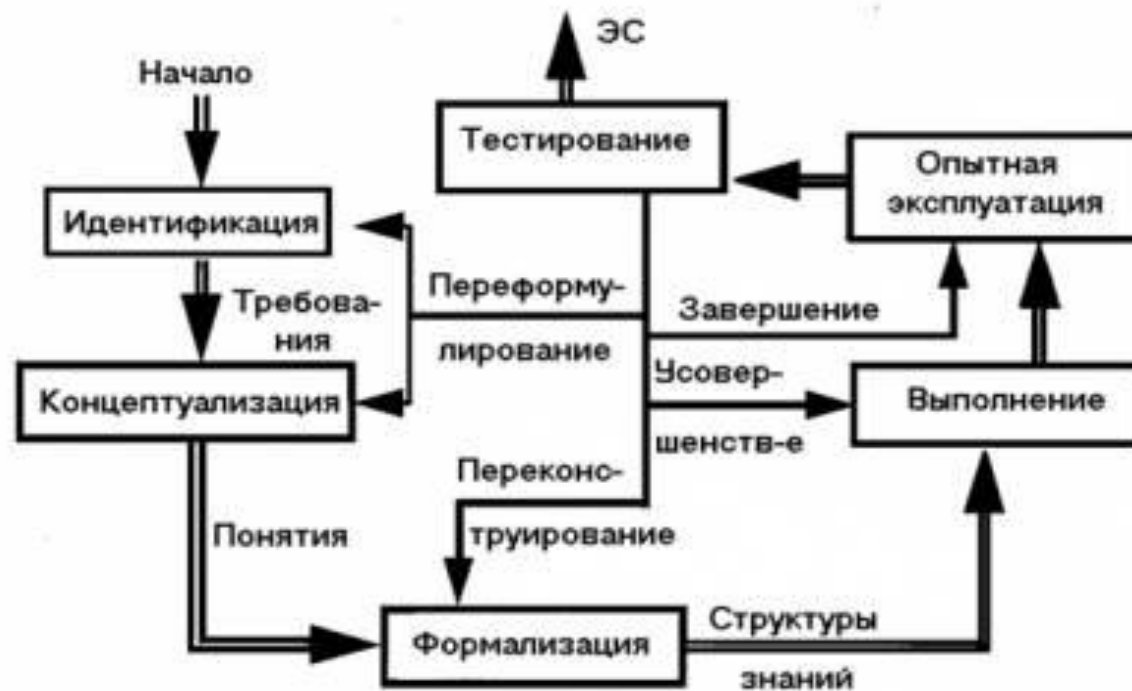 ЭС
Начало
Тестирование
Опытная
эксплуатация
Идентификация
Требова-
ния
Переформу-
лирование
Завершение
Концептуализация
Усовер-
шенств-е
Выполнение
Переконс-
труирование
Понятия
Формализация
Структуры
знаний